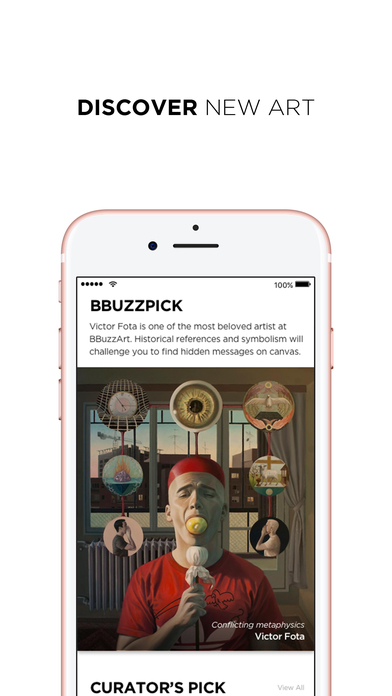 DISCOVER NEW ART
100%
BBUZZPICK
Victor Fota is one of the most beloved artist at
BBuzzArt. Historical references and symbolism will
challenge you to find hidden messages on canvas.
Conflicting metaphysics
Victor Fota
CURATOR'S PICK
View All